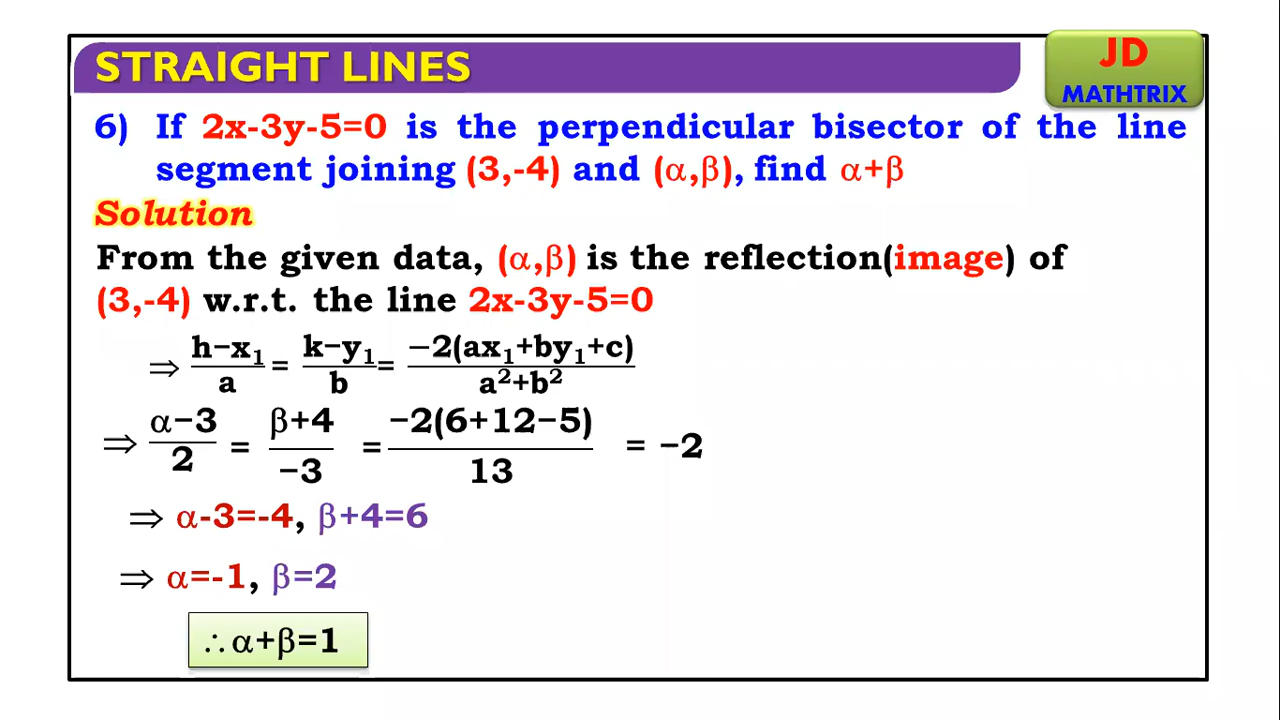 STRAIGHT LINES
JD
MATHTRIX
6) If 2x-3y-5=0 is the perpendicular bisector of the line
segment joining (3,-4) and (α,β), find α+β
Solution
From the given data, (α,β) is the reflection(image) of
(3,-4) w.r.t. the line 2x-3y-5=0
⇒ h−x₁/a = k−y₁/b = −2(ax₁+by₁+c)/a²+b²
⇒ α−3/2 = β+4/−3 = −2(6+12−5)/13 = −2
⇒ α-3=-4, β+4=6
⇒ α=-1, β=2
∴α+β=1